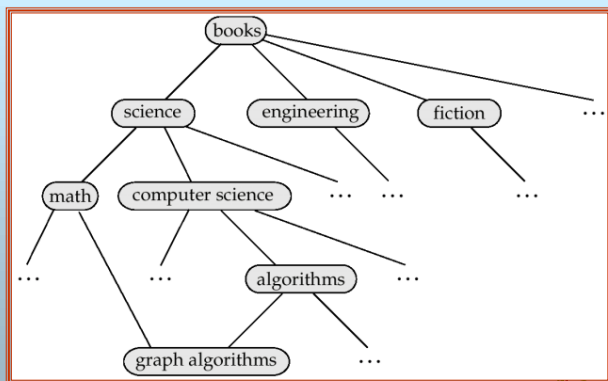 books
science
engineering
fiction
...
math
computer science
...
...
...
...
...
algorithms
...
graph algorithms
...